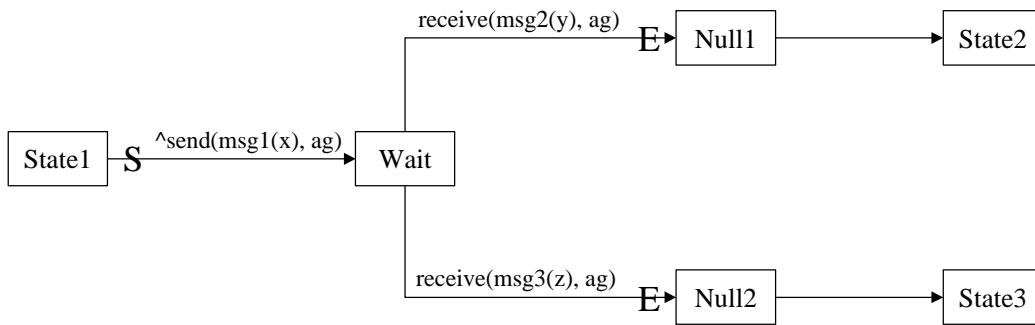 receive(msg2(y), ag)
E
Null1
State2
State1
S
^send(msg1(x), ag)
Wait
receive(msg3(z), ag)
E
Null2
State3